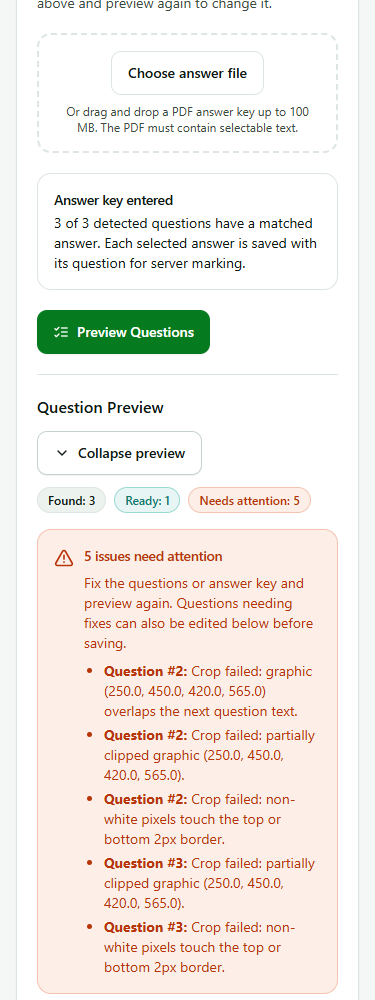 above and preview again to change it.
Choose answer file
Or drag and drop a PDF answer key up to 100
MB. The PDF must contain selectable text.
Answer key entered
3 of 3 detected questions have a matched
answer. Each selected answer is saved with
its question for server marking.
Preview Questions
Question Preview
Collapse preview
Found: 3
Ready: 1
Needs attention: 5
5 issues need attention
Fix the questions or answer key and
preview again. Questions needing
fixes can also be edited below before
saving.
• Question #2: Crop failed: graphic
(250.0, 450.0, 420.0, 565.0)
overlaps the next question text.
• Question #2: Crop failed: partially
clipped graphic (250.0, 450.0,
420.0, 565.0).
• Question #2: Crop failed: non-
white pixels touch the top or
bottom 2px border.
• Question #3: Crop failed: partially
clipped graphic (250.0, 450.0,
420.0, 565.0).
• Question #3: Crop failed: non-
white pixels touch the top or
bottom 2px border.